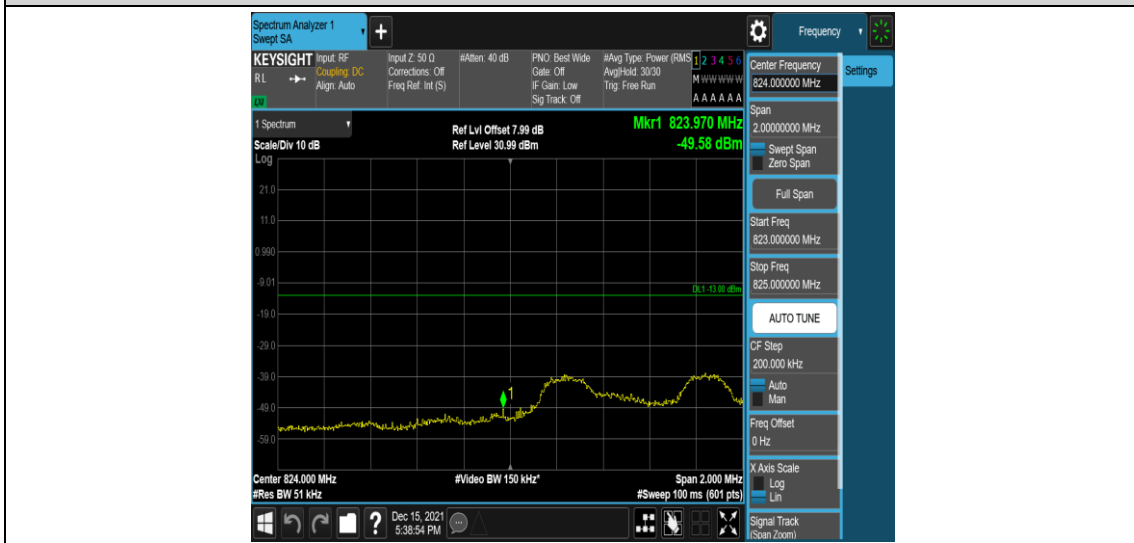 Spectrum Analyzer 1
Swept SA
+
Frequency
KEYSIGHT
RL
Input: RF
Coupling: DC
Align: Auto
Input Z: 50 Ω
Corrections: Off
Freq Ref: Int (S)
#Atten: 40 dB
PNO: Best Wide
Gate: Off
IF Gain: Low
Sig Track: Off
#Avg Type: Power (RMS
Avg|Hold: 30/30
Trig: Free Run
1 2 3 4 5 6
M W W W W W
A A A A A A
1 Spectrum
Scale/Div 10 dB
Log
Ref Lvl Offset 7.99 dB
Ref Level 30.99 dBm
Mkr1 823.970 MHz
-49.58 dBm
21.0
11.0
0.990
-9.01
DL1 -13.00 dBm
-19.0
-29.0
-39.0
1
-49.0
-59.0
Center 824.000 MHz
#Video BW 150 kHz*
Span 2.000 MHz
#Res BW 51 kHz
#Sweep 100 ms (601 pts)
?
Dec 15, 2021
5:38:54 PM
Center Frequency
824.000000 MHz
Settings
Span
2.00000000 MHz
Swept Span
Zero Span
Full Span
Start Freq
823.000000 MHz
Stop Freq
825.000000 MHz
AUTO TUNE
CF Step
200.000 kHz
Auto
Man
Freq Offset
0 Hz
X Axis Scale
Log
Lin
Signal Track
(Span Zoom)